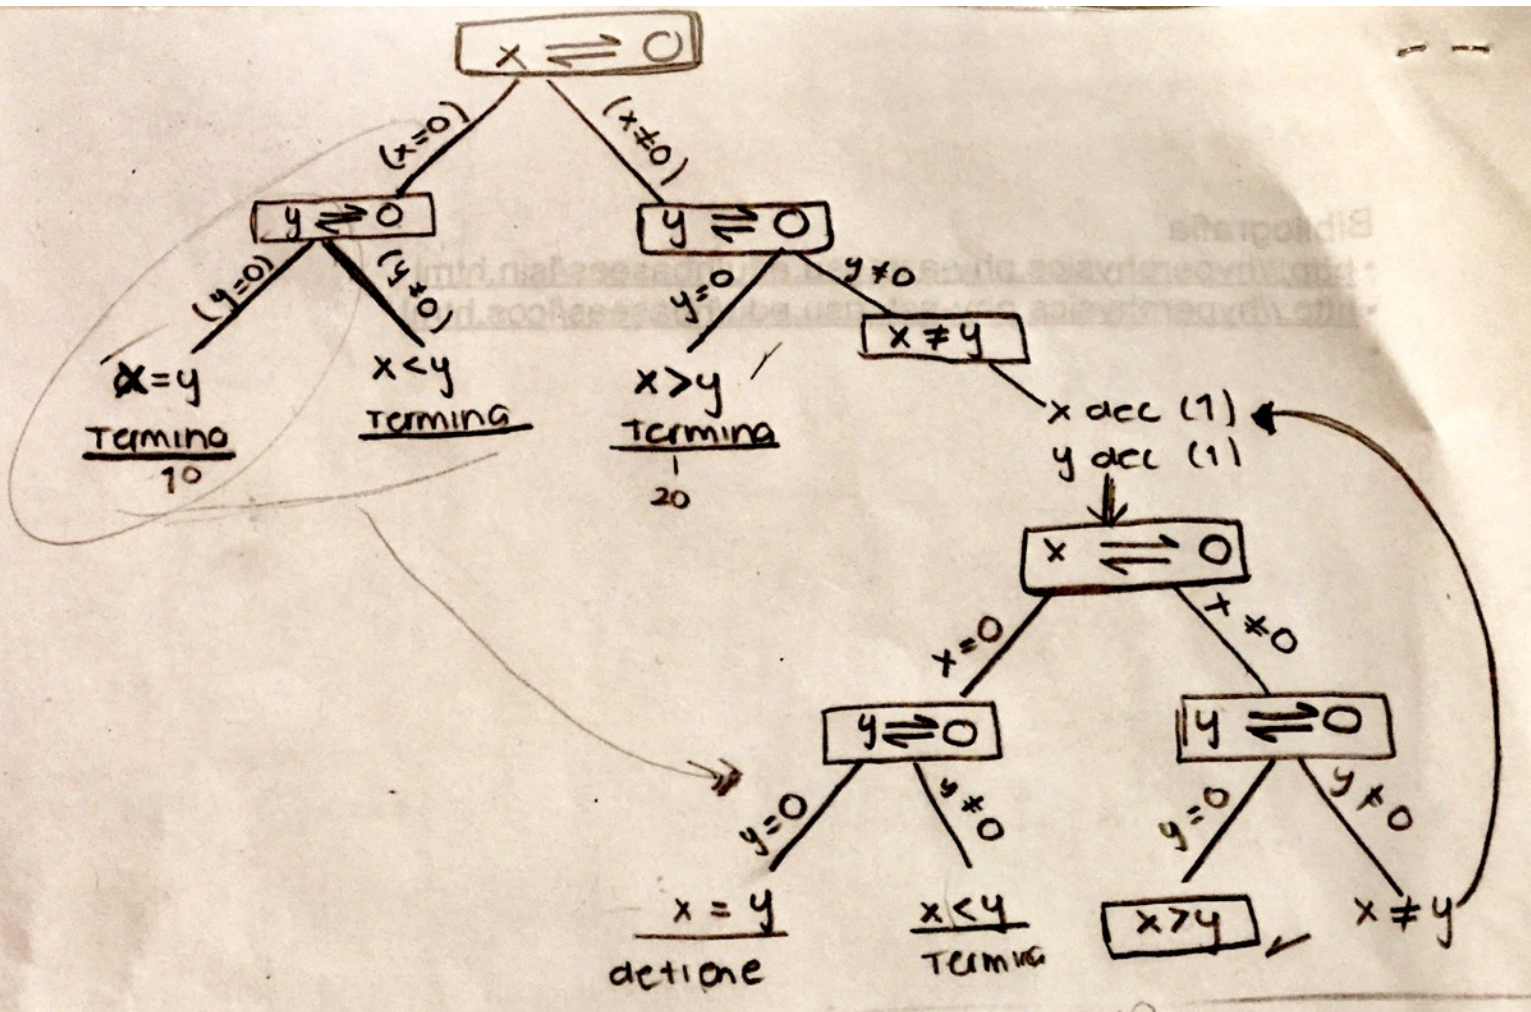 x ⇌ 0
(x=0) (x≠0)
y ⇌ 0 y ⇌ 0
(y=0) (y≠0) y=0 y≠0
x ≠ y
x=y x<y x>y
Termina Termina Termina
x dec (1)
y dec (1)
10 20
x ⇌ 0
x=0 x≠0
y ⇌ 0 y ⇌ 0
y=0 y≠0 y=0 y≠0
x = y x<y x>y x≠y
detiene Termina